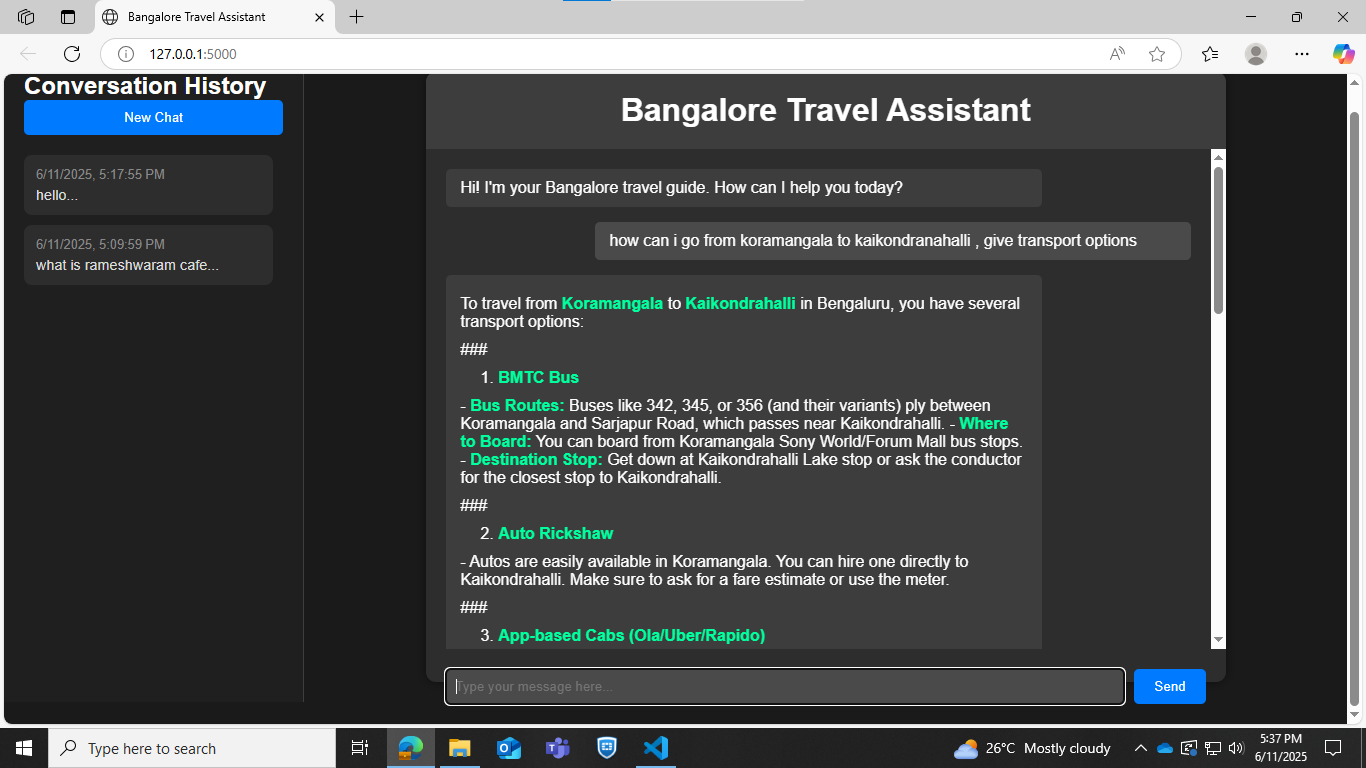 Bangalore Travel Assistant
127.0.0.1:5000
Conversation History
New Chat
6/11/2025, 5:17:55 PM
hello...
6/11/2025, 5:09:59 PM
what is rameshwaram cafe...
Bangalore Travel Assistant
Hi! I'm your Bangalore travel guide. How can I help you today?
how can i go from koramangala to kaikondranahalli , give transport options
To travel from Koramangala to Kaikondrahalli in Bengaluru, you have several
transport options:
###
1. BMTC Bus
- Bus Routes: Buses like 342, 345, or 356 (and their variants) ply between
Koramangala and Sarjapur Road, which passes near Kaikondrahalli. - Where
to Board: You can board from Koramangala Sony World/Forum Mall bus stops.
- Destination Stop: Get down at Kaikondrahalli Lake stop or ask the conductor
for the closest stop to Kaikondrahalli.
###
2. Auto Rickshaw
- Autos are easily available in Koramangala. You can hire one directly to
Kaikondrahalli. Make sure to ask for a fare estimate or use the meter.
###
3. App-based Cabs (Ola/Uber/Rapido)
Type your message here...
Send
Type here to search
26°C Mostly cloudy
5:37 PM
6/11/2025